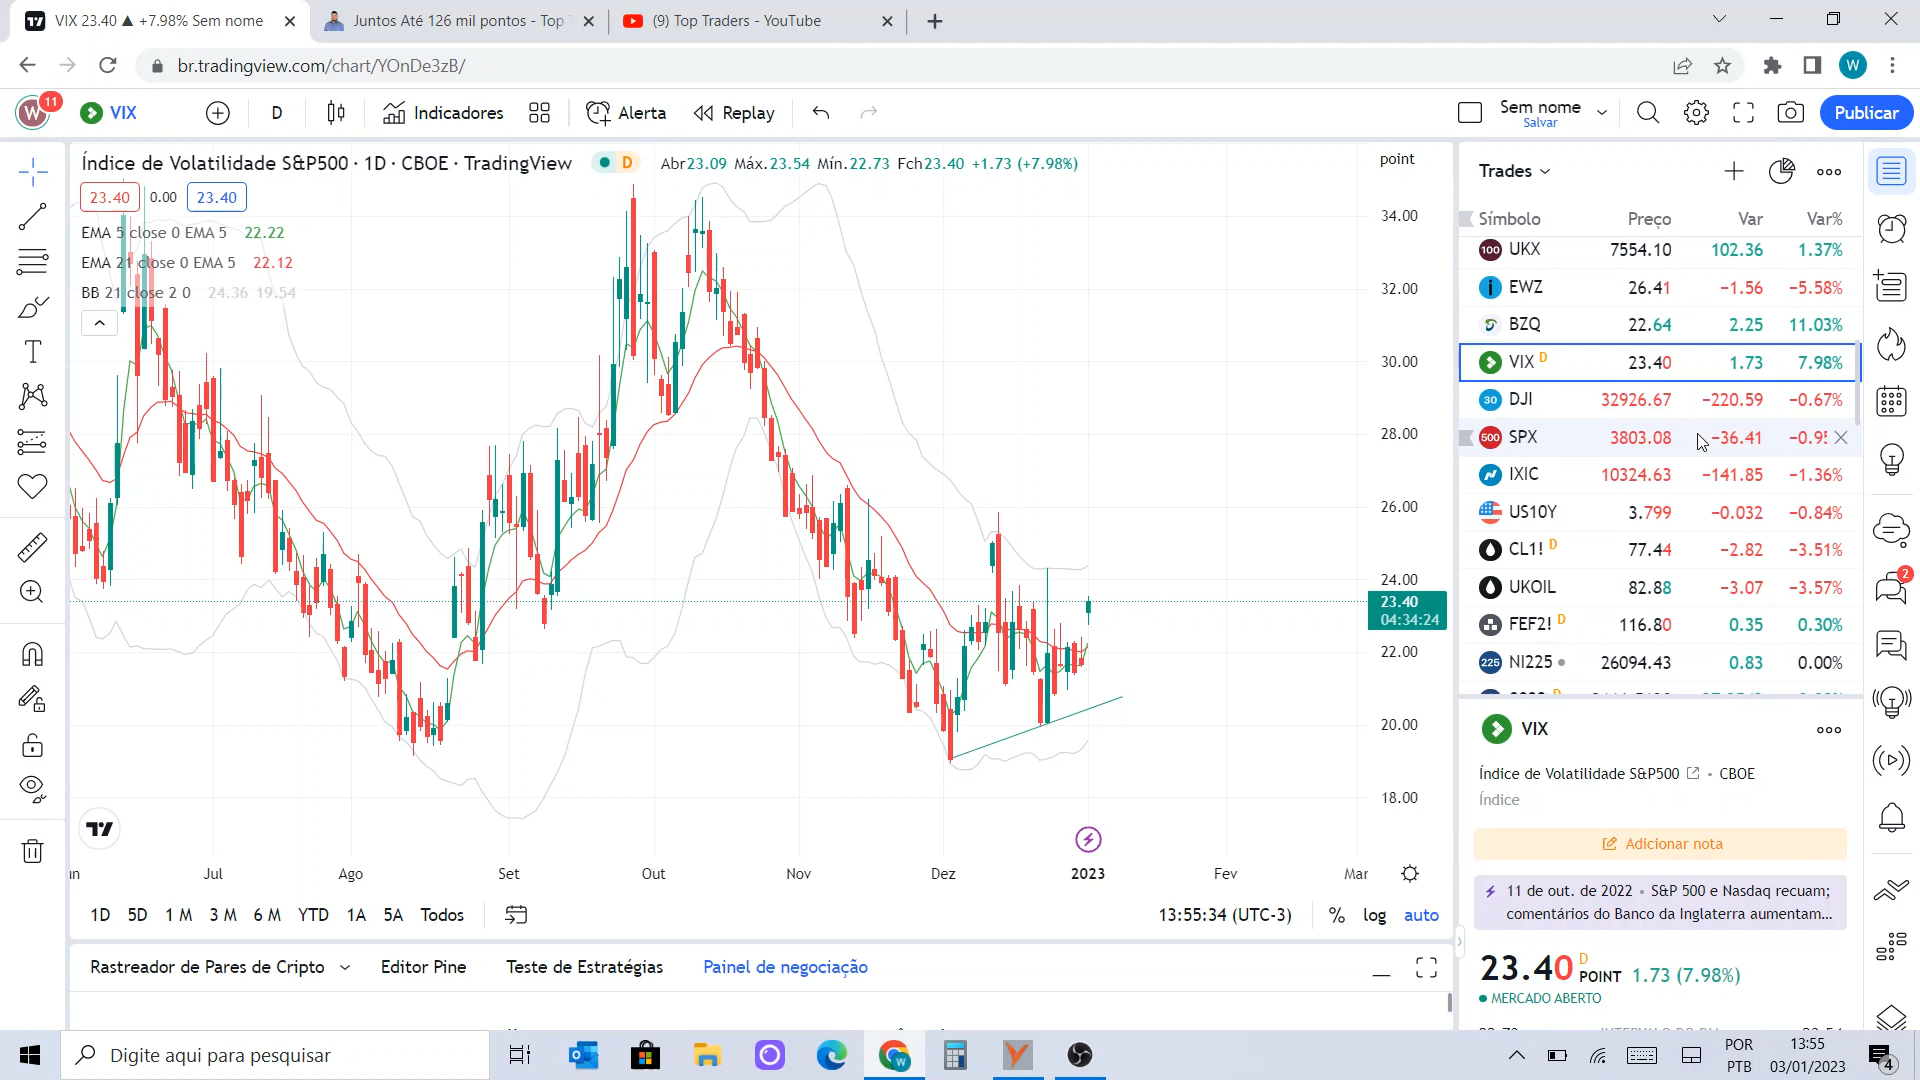 VIX 23.40 ▲ +7.98% Sem nome
Juntos Até 126 mil pontos - Top
(9) Top Traders - YouTube
br.tradingview.com/chart/YOnDe3zB/
W
W 11
VIX
D
Indicadores
Alerta
Replay
Sem nome
Salvar
Publicar
Índice de Volatilidade S&P500 · 1D · CBOE · TradingView
D
Abr23.09 Máx.23.54 Mín.22.73 Fch23.40 +1.73 (+7.98%)
23.40 0.00 23.40
EMA 5 close 0 EMA 5 22.22
EMA 21 close 0 EMA 5 22.12
BB 21 close 2 0 24.36 19.54
point
34.00
32.00
30.00
28.00
26.00
24.00
23.40
04:34:24
22.00
20.00
18.00
Jul Ago Set Out Nov Dez 2023 Fev Mar
1D 5D 1 M 3 M 6 M YTD 1A 5A Todos
13:55:34 (UTC-3) % log auto
Rastreador de Pares de Cripto Editor Pine Teste de Estratégias Painel de negociação
Trades
Símbolo Preço Var Var%
100 UKX 7554.10 102.36 1.37%
EWZ 26.41 −1.56 −5.58%
BZQ 22.64 2.25 11.03%
VIX D 23.40 1.73 7.98%
30 DJI 32926.67 −220.59 −0.67%
500 SPX 3803.08 −36.41
IXIC 10324.63 −141.85 −1.36%
US10Y 3.799 −0.032 −0.84%
CL1! D 77.44 −2.82 −3.51%
UKOIL 82.88 −3.07 −3.57%
FEF2! D 116.80 0.35 0.30%
225 NI225 26094.43 0.83 0.00%
VIX
Índice de Volatilidade S&P500 • CBOE
Índice
Adicionar nota
11 de out. de 2022 • S&P 500 e Nasdaq recuam;
comentários do Banco da Inglaterra aumentam...
23.40 D POINT 1.73 (7.98%)
MERCADO ABERTO
2
Digite aqui para pesquisar
POR
PTB
13:55
03/01/2023
4